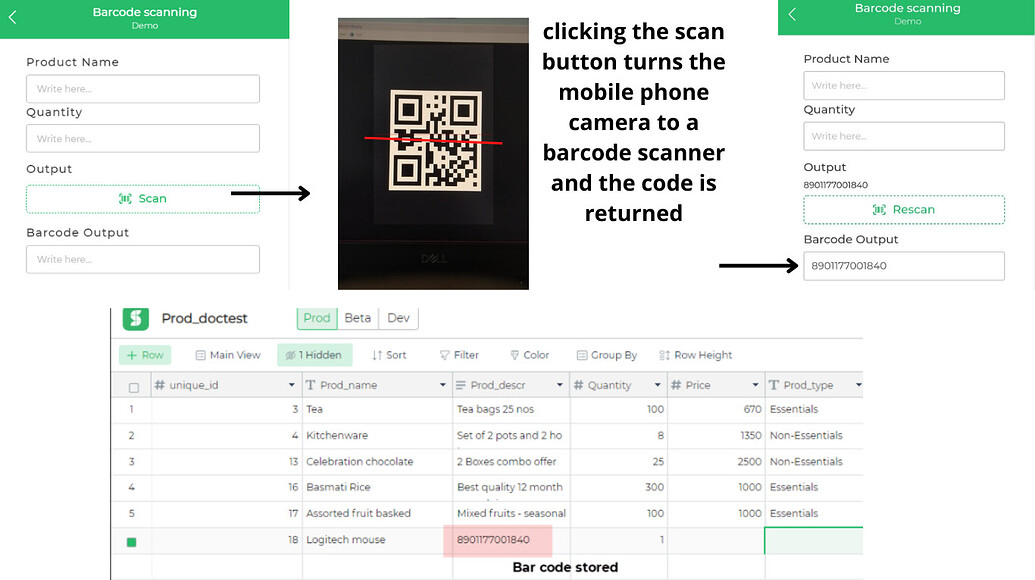 Barcode scanning
Demo
Product Name
Write here...
Quantity
Write here...
Output
Scan
Barcode Output
Write here...
DELL
clicking the scan
button turns the
mobile phone
camera to a
barcode scanner
and the code is
returned
Barcode scanning
Demo
Product Name
Write here...
Quantity
Write here...
Output
8901177001840
Rescan
Barcode Output
8901177001840
Prod_doctest Prod Beta Dev
+ Row Main View 1 Hidden Sort Filter Color Group By Row Height
# unique_id T Prod_name Prod_descr # Quantity # Price T Prod_type
1 3 Tea Tea bags 25 nos 100 670 Essentials
2 4 Kitchenware Set of 2 pots and 2 ho 8 1350 Non-Essentials
3 13 Celebration chocolate 2 Boxes combo offer 25 2500 Non-Essentials
4 16 Basmati Rice Best quality 12 month 300 1000 Essentials
5 17 Assorted fruit basked Mixed fruits - seasonal 100 1000 Essentials
18 Logitech mouse 8901177001840 1
Bar code stored